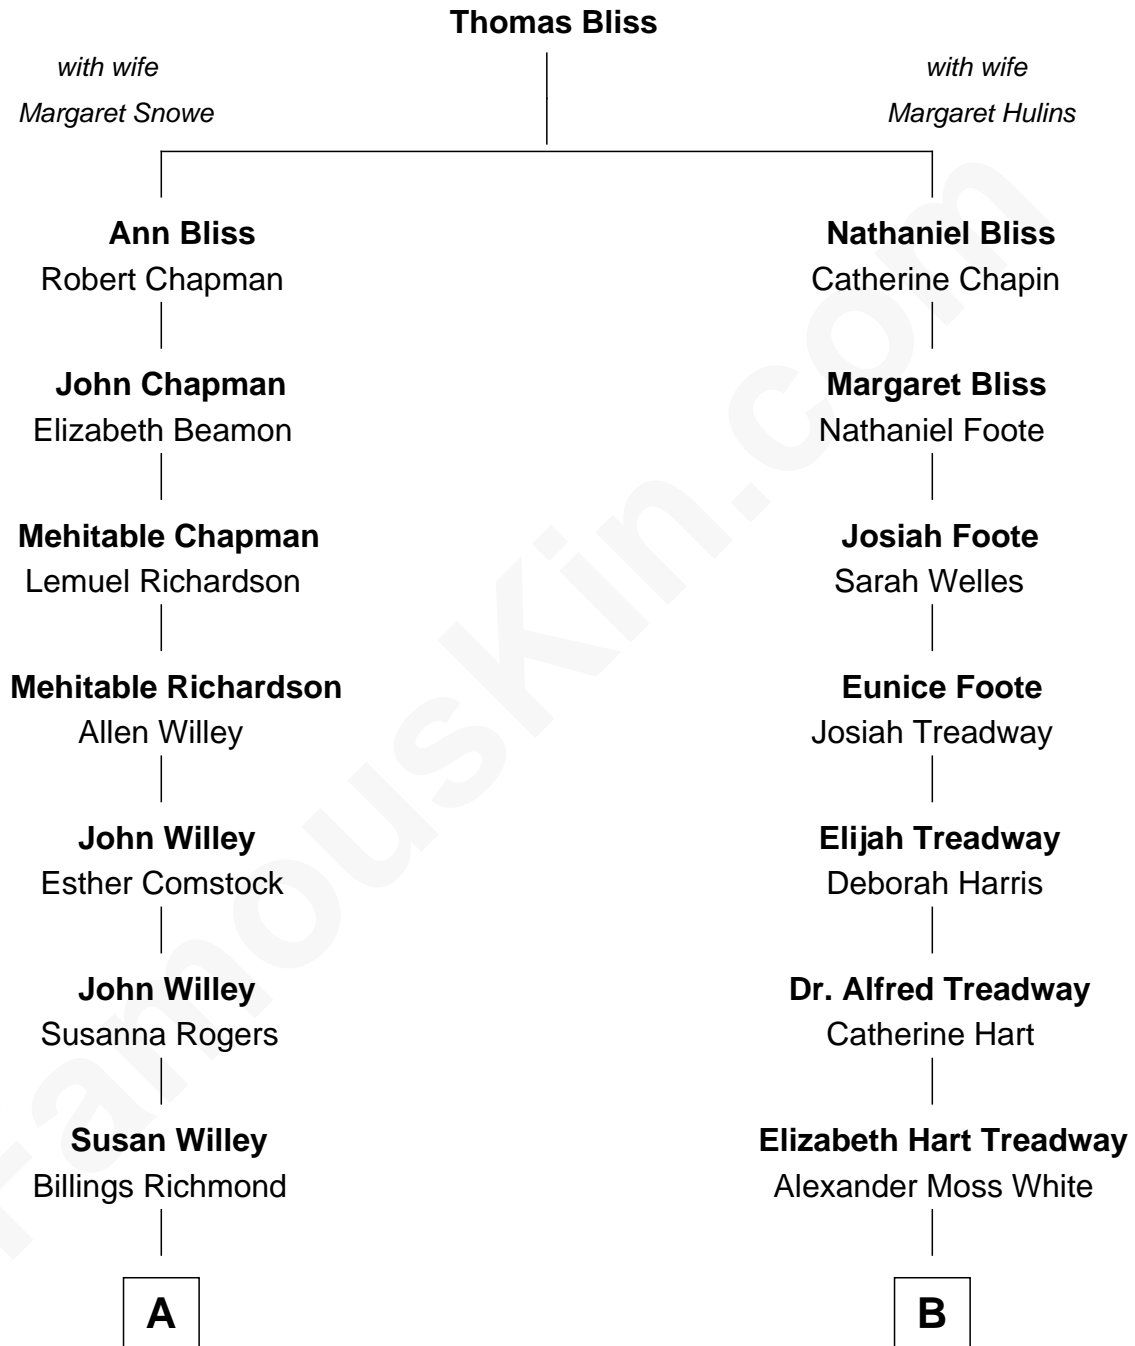 Thomas Bliss
with wife
Margaret Snowe
with wife
Margaret Hulins
Ann Bliss
Robert Chapman
John Chapman
Elizabeth Beamon
Mehitable Chapman
Lemuel Richardson
Mehitable Richardson
Allen Willey
John Willey
Esther Comstock
John Willey
Susanna Rogers
Susan Willey
Billings Richmond
A
Nathaniel Bliss
Catherine Chapin
Margaret Bliss
Nathaniel Foote
Josiah Foote
Sarah Welles
Eunice Foote
Josiah Treadway
Elijah Treadway
Deborah Harris
Dr. Alfred Treadway
Catherine Hart
Elizabeth Hart Treadway
Alexander Moss White
B
FamousKin.com